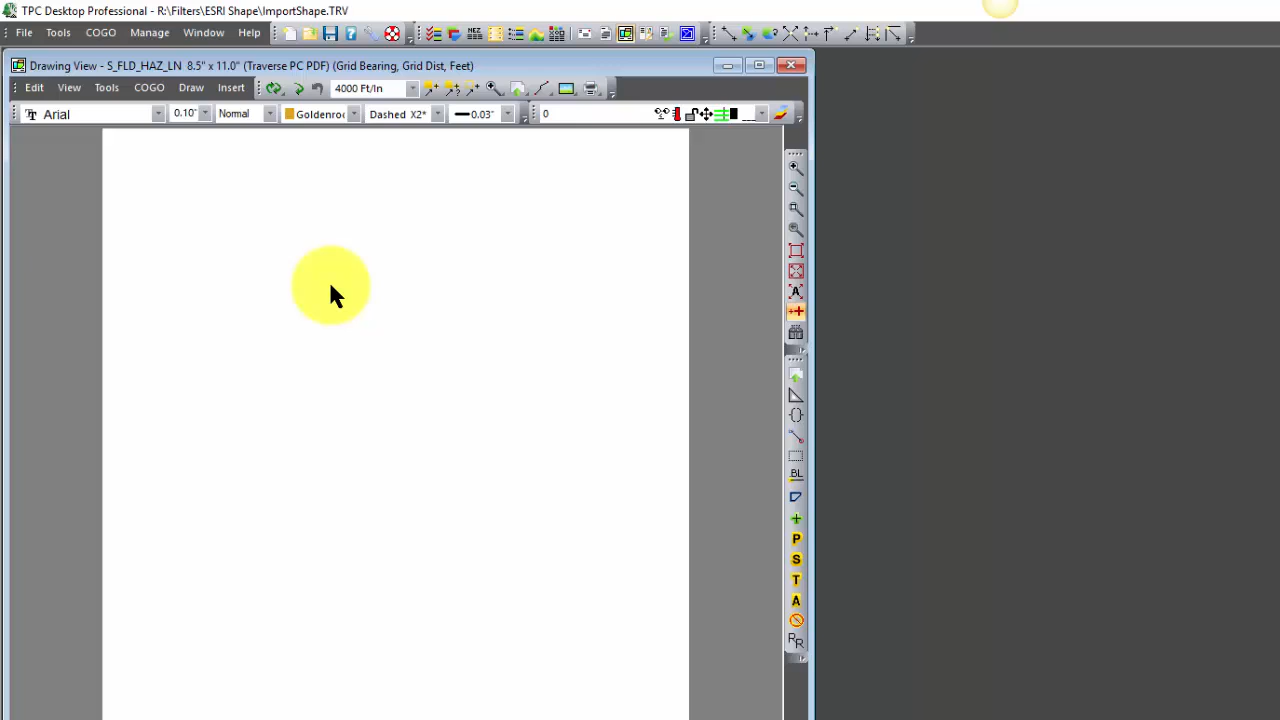 TPC Desktop Professional - R:\Filters\ESRI Shape\ImportShape.TRV
File Tools COGO Manage Window Help
Drawing View - S_FLD_HAZ_LN 8.5" x 11.0" (Traverse PC PDF) (Grid Bearing, Grid Dist, Feet)
Edit View Tools COGO Draw Insert 4000 Ft/In
Arial 0.10" Normal Goldenroc Dashed X2* 0.03" 0
A
BL
P
S
T
A
RR